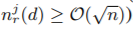 n_r^j(d) ≥ O(√n))